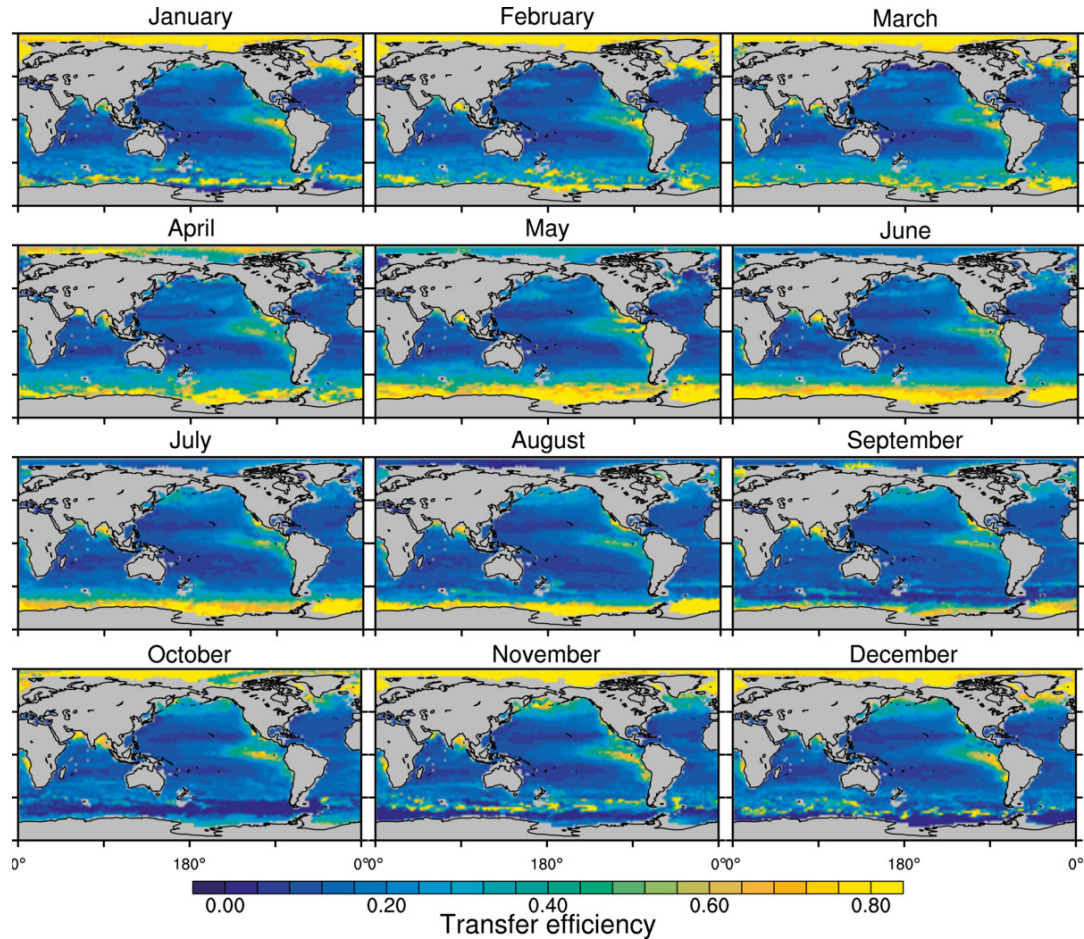 January February March
April May June
July August September
October November December
0° 180° 0° 0° 180° 0° 0° 180° 0°
0.00 0.20 0.40 0.60 0.80
Transfer efficiency